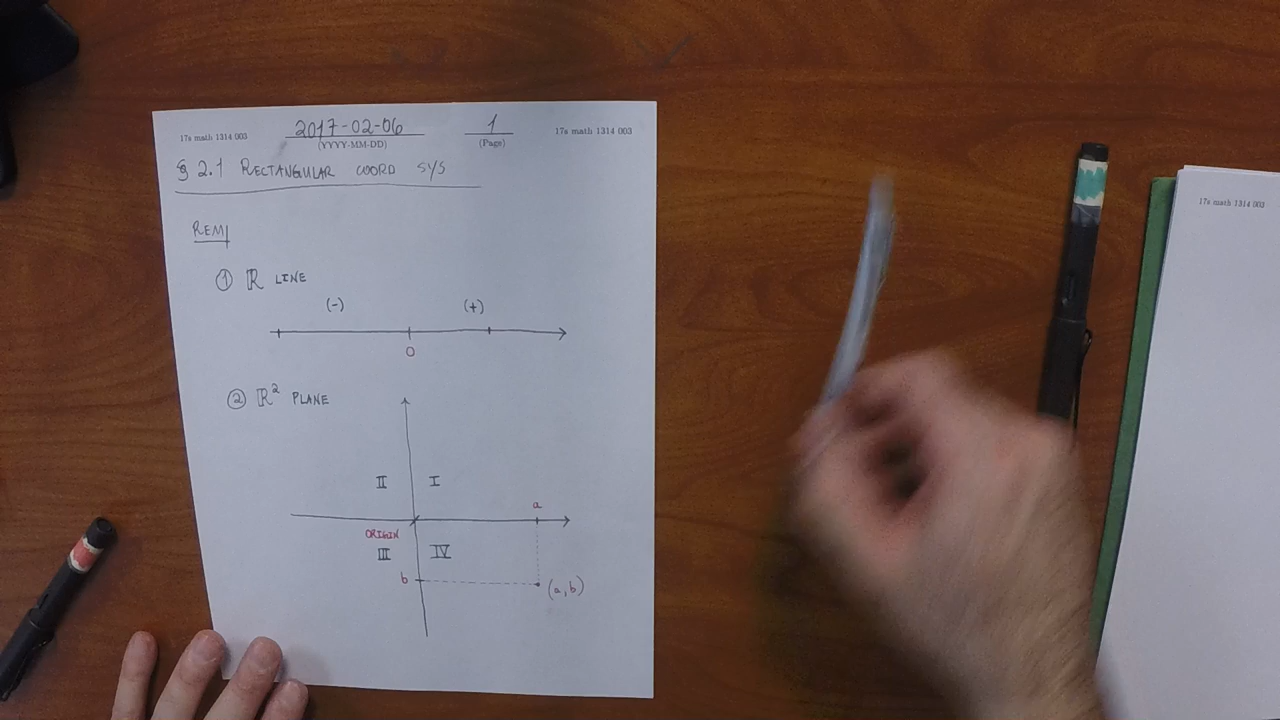 17s math 1314 003 2017-02-06 1 17s math 1314 003
(YYYY-MM-DD) (Page)
§ 2.1 RECTANGULAR COORD SYS
REM
① ℝ LINE
(-) (+)
0
② ℝ² PLANE
II I
a
ORIGIN
III IV
b (a,b)
17s math 1314 003